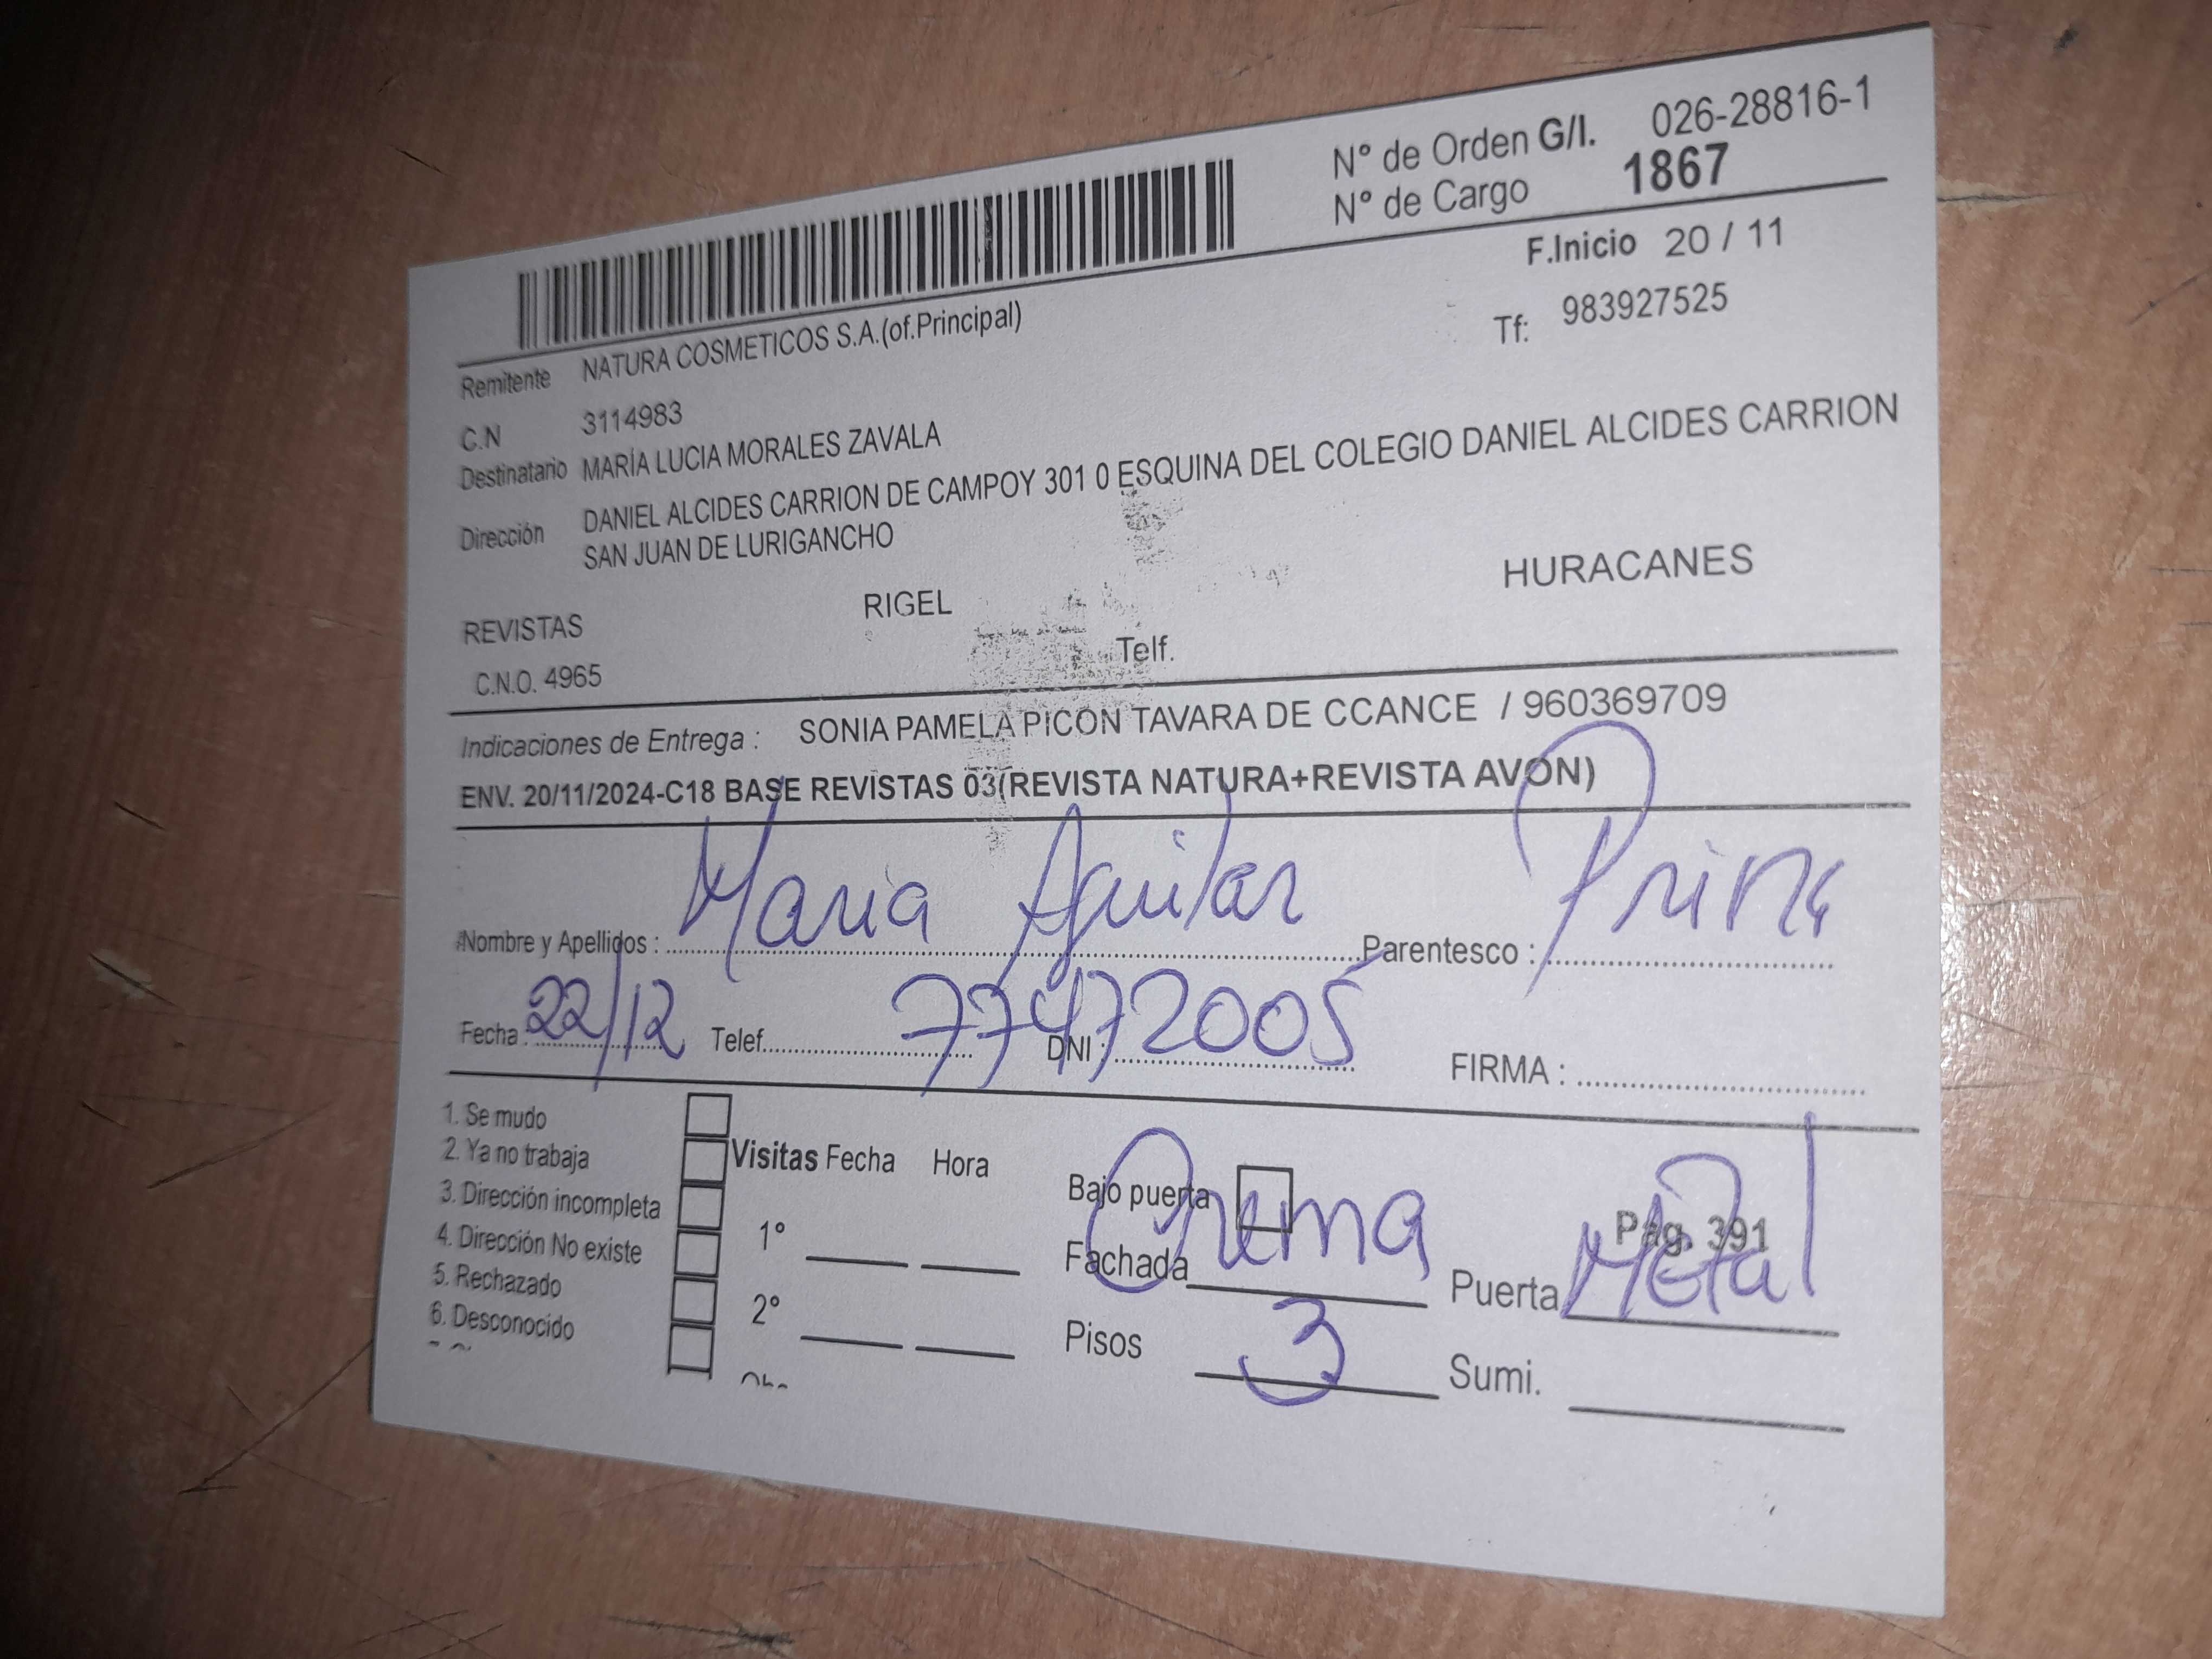 N° de Orden G/I. 026-28816-1
N° de Cargo 1867
F.Inicio 20 / 11
Remitente NATURA COSMETICOS S.A.(of.Principal)
Tf: 983927525
C.N 3114983
Destinatario MARÍA LUCIA MORALES ZAVALA
Dirección DANIEL ALCIDES CARRION DE CAMPOY 301 0 ESQUINA DEL COLEGIO DANIEL ALCIDES CARRION
SAN JUAN DE LURIGANCHO
REVISTAS RIGEL HURACANES
C.N.O. 4965 Telf.
Indicaciones de Entrega : SONIA PAMELA PICON TAVARA DE CCANCE / 960369709
ENV. 20/11/2024-C18 BASE REVISTAS 03(REVISTA NATURA+REVISTA AVON)
Nombre y Apellidos : Maria Aguilar Parentesco :
Fecha : 22/12 Telef. DNI : 77472005 FIRMA :
1. Se mudo
2. Ya no trabaja Visitas Fecha Hora
3. Dirección incompleta Bajo puerta
4. Dirección No existe 1° Fachada Crema Puerta Metal
Pág. 391
5. Rechazado
6. Desconocido 2° Pisos 3 Sumi.